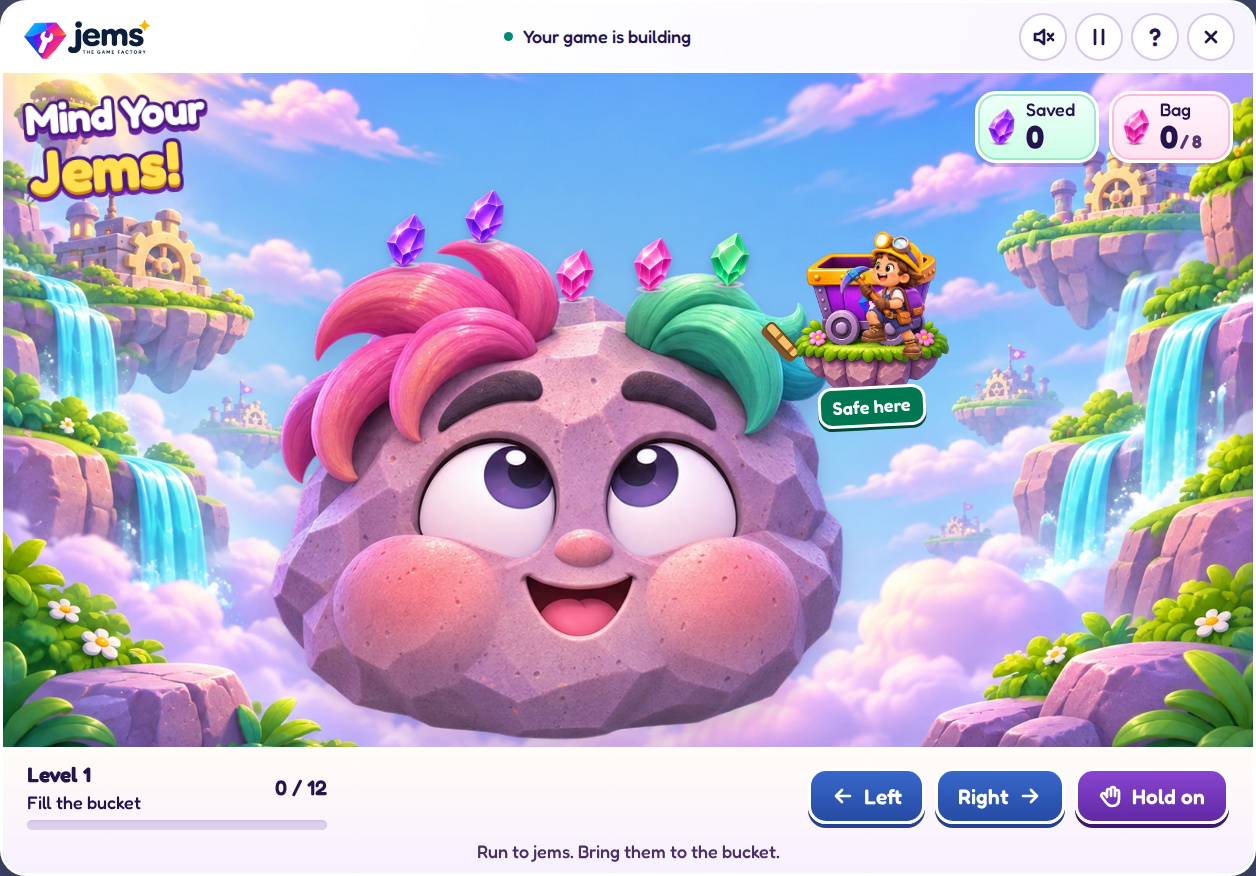 jems
THE GAME FACTORY
Your game is building
?
Mind Your
Jems!
Saved
0
Bag
0/8
Safe here
Level 1
Fill the bucket
0 / 12
Left
Right
Hold on
Run to jems. Bring them to the bucket.